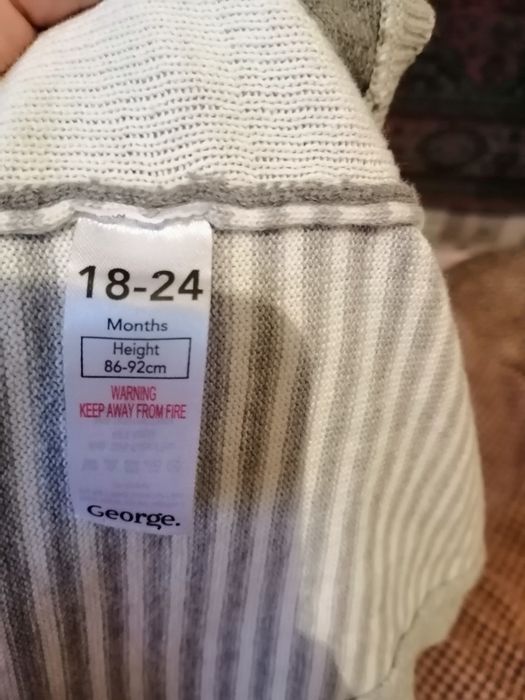 18-24
Months
Height
86-92cm
WARNING
KEEP AWAY FROM FIRE
George.